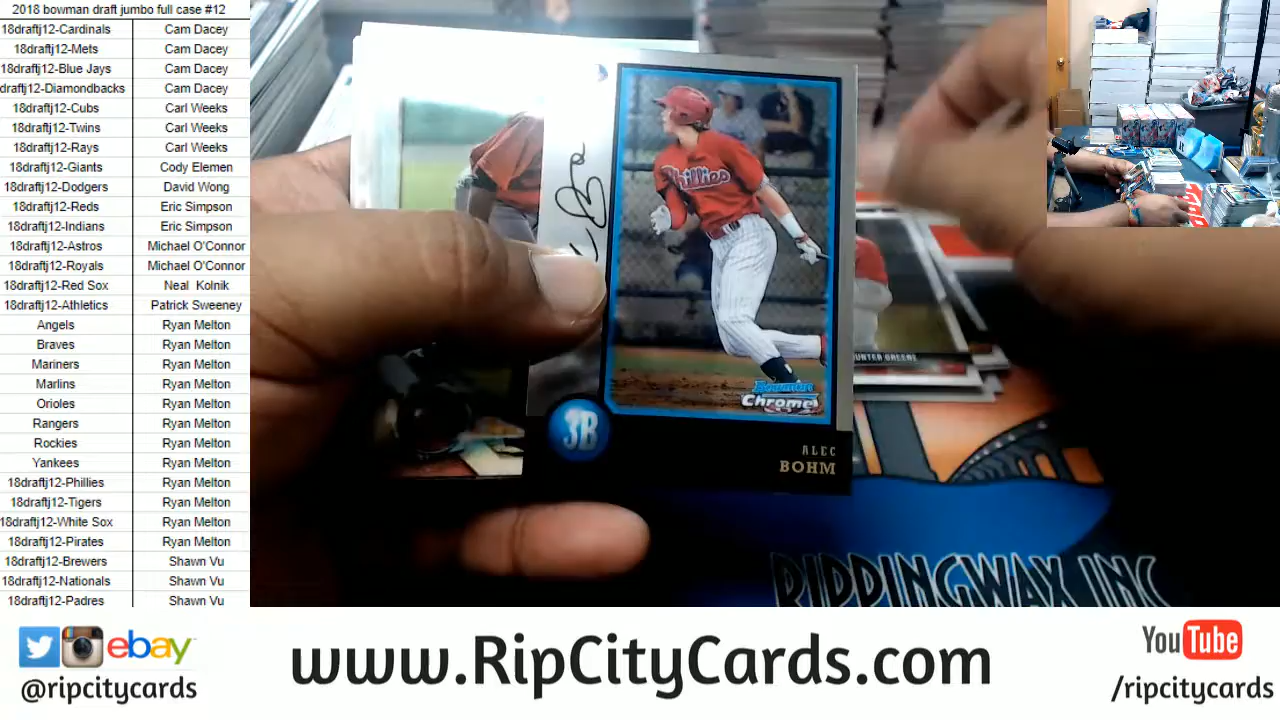 2018 bowman draft jumbo full case #12
18draftj12-Cardinals Cam Dacey
18draftj12-Mets Cam Dacey
18draftj12-Blue Jays Cam Dacey
draftj12-Diamondbacks Cam Dacey
18draftj12-Cubs Carl Weeks
18draftj12-Twins Carl Weeks
18draftj12-Rays Carl Weeks
18draftj12-Giants Cody Elemen
18draftj12-Dodgers David Wong
18draftj12-Reds Eric Simpson
18draftj12-Indians Eric Simpson
18draftj12-Astros Michael O'Connor
18draftj12-Royals Michael O'Connor
18draftj12-Red Sox Neal Kolnik
18draftj12-Athletics Patrick Sweeney
Angels Ryan Melton
Braves Ryan Melton
Mariners Ryan Melton
Marlins Ryan Melton
Orioles Ryan Melton
Rangers Ryan Melton
Rockies Ryan Melton
Yankees Ryan Melton
18draftj12-Phillies Ryan Melton
18draftj12-Tigers Ryan Melton
18draftj12-White Sox Ryan Melton
18draftj12-Pirates Ryan Melton
18draftj12-Brewers Shawn Vu
18draftj12-Nationals Shawn Vu
18draftj12-Padres Shawn Vu
Phillies
Bowman
Chrome
3B
ALEC
BOHM
UNTER GREENE
RIPPINGWAX INC
ebay
@ripcitycards
www.RipCityCards.com
YouTube
/ripcitycards